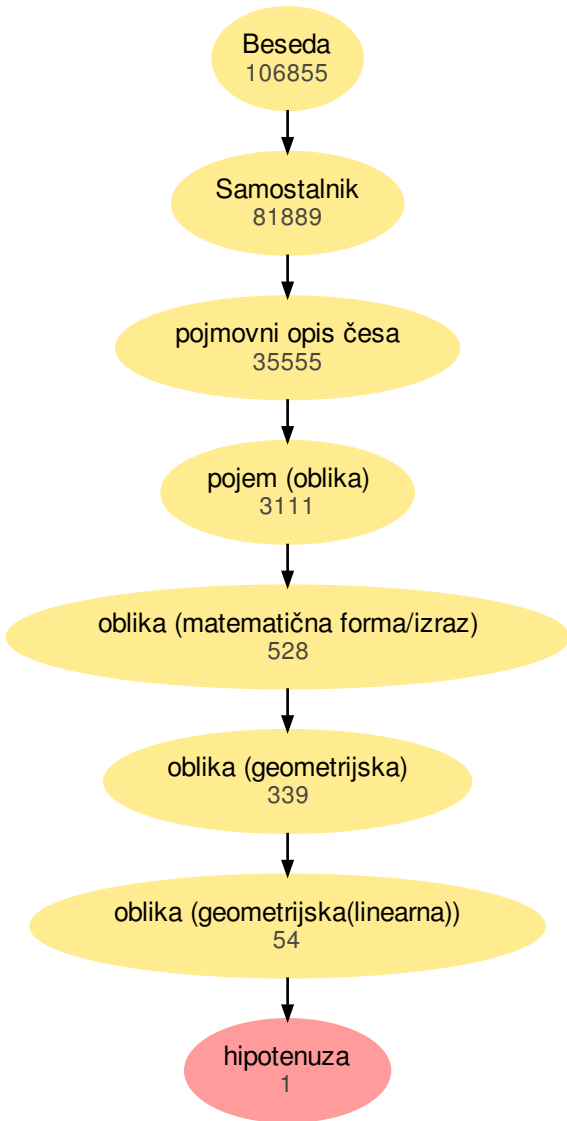 Beseda
106855
Samostalnik
81889
pojmovni opis česa
35555
pojem (oblika)
3111
oblika (matematična forma/izraz)
528
oblika (geometrijska)
339
oblika (geometrijska(linearna))
54
hipotenuza
1